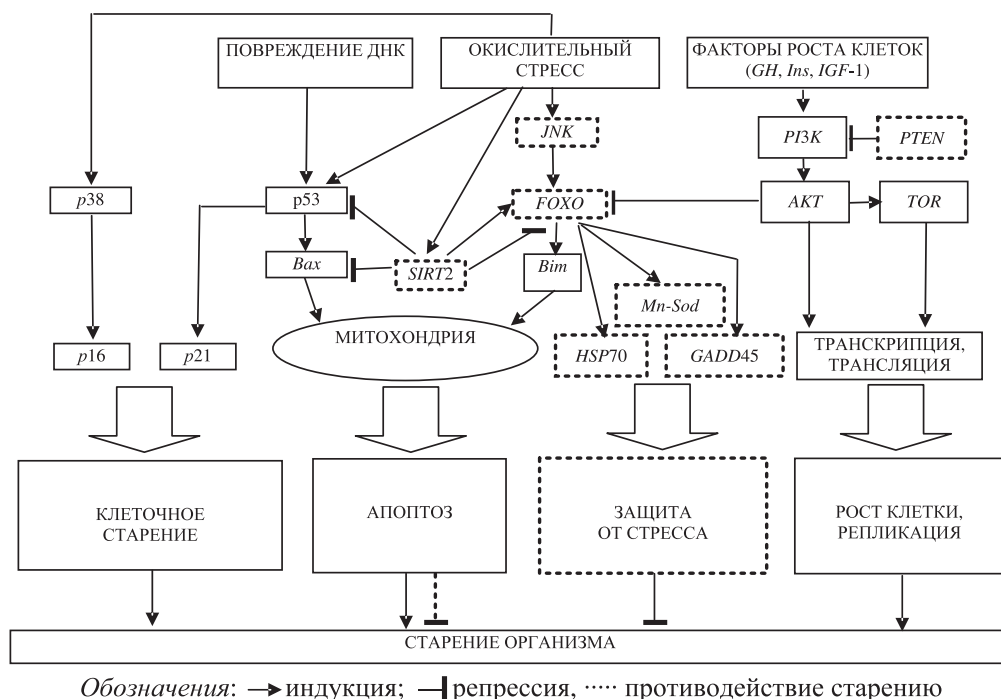 ПОВРЕЖДЕНИЕ ДНК
ОКИСЛИТЕЛЬНЫЙ
СТРЕСС
ФАКТОРЫ РОСТА КЛЕТОК
(GH, Ins, IGF-1)
JNK
PI3K
PTEN
p38
p53
FOXO
AKT
TOR
Bax
SIRT2
Bim
Mn-Sod
МИТОХОНДРИЯ
p16
p21
HSP70
GADD45
ТРАНСКРИПЦИЯ,
ТРАНСЛЯЦИЯ
КЛЕТОЧНОЕ
СТАРЕНИЕ
АПОПТОЗ
ЗАЩИТА
ОТ СТРЕССА
РОСТ КЛЕТКИ,
РЕПЛИКАЦИЯ
СТАРЕНИЕ ОРГАНИЗМА
Обозначения: индукция; репрессия, ····· противодействие старению